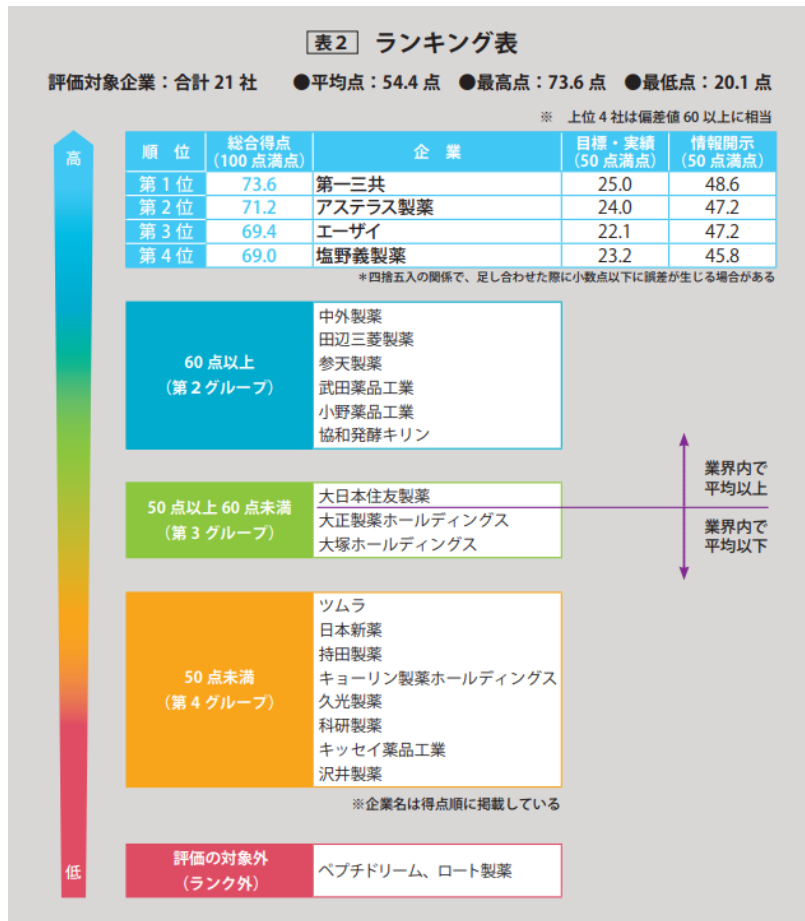 表2 ランキング表
評価対象企業：合計 21 社 ●平均点：54.4 点 ●最高点：73.6 点 ●最低点：20.1 点
※ 上位 4 社は偏差値 60 以上に相当
高
順 位 総合得点（100 点満点） 企 業 目標・実績（50 点満点） 情報開示（50 点満点）
第 1 位 73.6 第一三共 25.0 48.6
第 2 位 71.2 アステラス製薬 24.0 47.2
第 3 位 69.4 エーザイ 22.1 47.2
第 4 位 69.0 塩野義製薬 23.2 45.8
＊四捨五入の関係で、足し合わせた際に小数点以下に誤差が生じる場合がある
60 点以上
（第 2 グループ）
中外製薬
田辺三菱製薬
参天製薬
武田薬品工業
小野薬品工業
協和発酵キリン
業界内で
平均以上
50 点以上 60 点未満
（第 3 グループ）
大日本住友製薬
大正製薬ホールディングス
大塚ホールディングス
業界内で
平均以下
50 点未満
（第 4 グループ）
ツムラ
日本新薬
持田製薬
キョーリン製薬ホールディングス
久光製薬
科研製薬
キッセイ薬品工業
沢井製薬
※企業名は得点順に掲載している
低
評価の対象外
（ランク外）
ペプチドリーム、ロート製薬